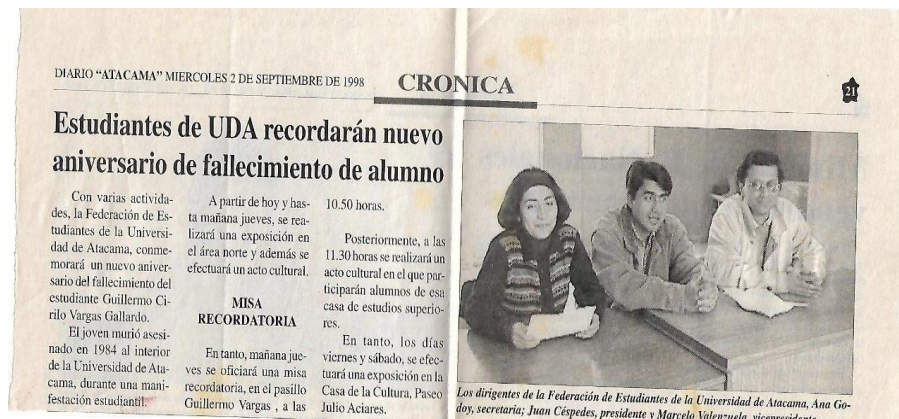 DIARIO "ATACAMA" MIERCOLES 2 DE SEPTIEMBRE DE 1998
CRONICA
21
Estudiantes de UDA recordarán nuevo
aniversario de fallecimiento de alumno
Con varias activida-
des, la Federación de Es-
tudiantes de la Universi-
dad de Atacama, conme-
morará un nuevo aniver-
sario del fallecimiento del
estudiante Guillermo Ci-
rilo Vargas Gallardo.
El joven murió asesi-
nado en 1984 al interior
de la Universidad de Ata-
cama, durante una mani-
festación estudiantil.
A partir de hoy y has-
ta mañana jueves, se rea-
lizará una exposición en
el área norte y además se
efectuará un acto cultural.
MISA
RECORDATORIA
En tanto, mañana jue-
ves se oficiará una misa
recordatoria, en el pasillo
Guillermo Vargas , a las
10.50 horas.
Posteriormente, a las
11.30 horas se realizará un
acto cultural en el que par-
ticiparán alumnos de esa
casa de estudios superio-
res.
En tanto, los días
viernes y sábado, se efec-
tuará una exposición en la
Casa de la Cultura, Paseo
Julio Aciares.
Los dirigentes de la Federación de Estudiantes de la Universidad de Atacama, Ana Go-
doy, secretaria; Juan Céspedes, presidente y Marcelo Valenzuela, vicepresidente